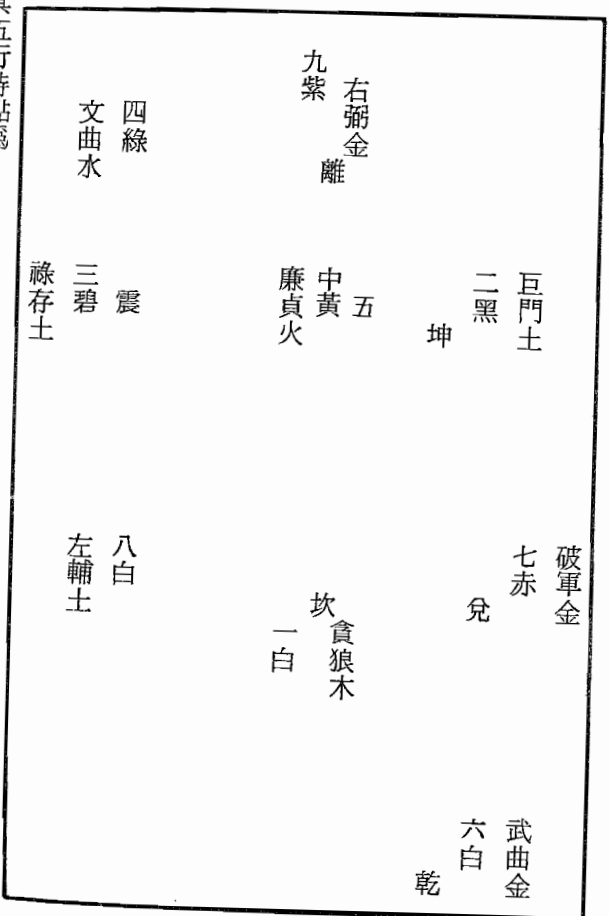 右弼金
九紫
離
四綠
文曲水
巨門土
二黑
坤
五
中黃
廉貞火
震
三碧
祿存土
破軍金
七赤
兌
坎
貪狼木
一白
八白
左輔土
武曲金
六白
乾